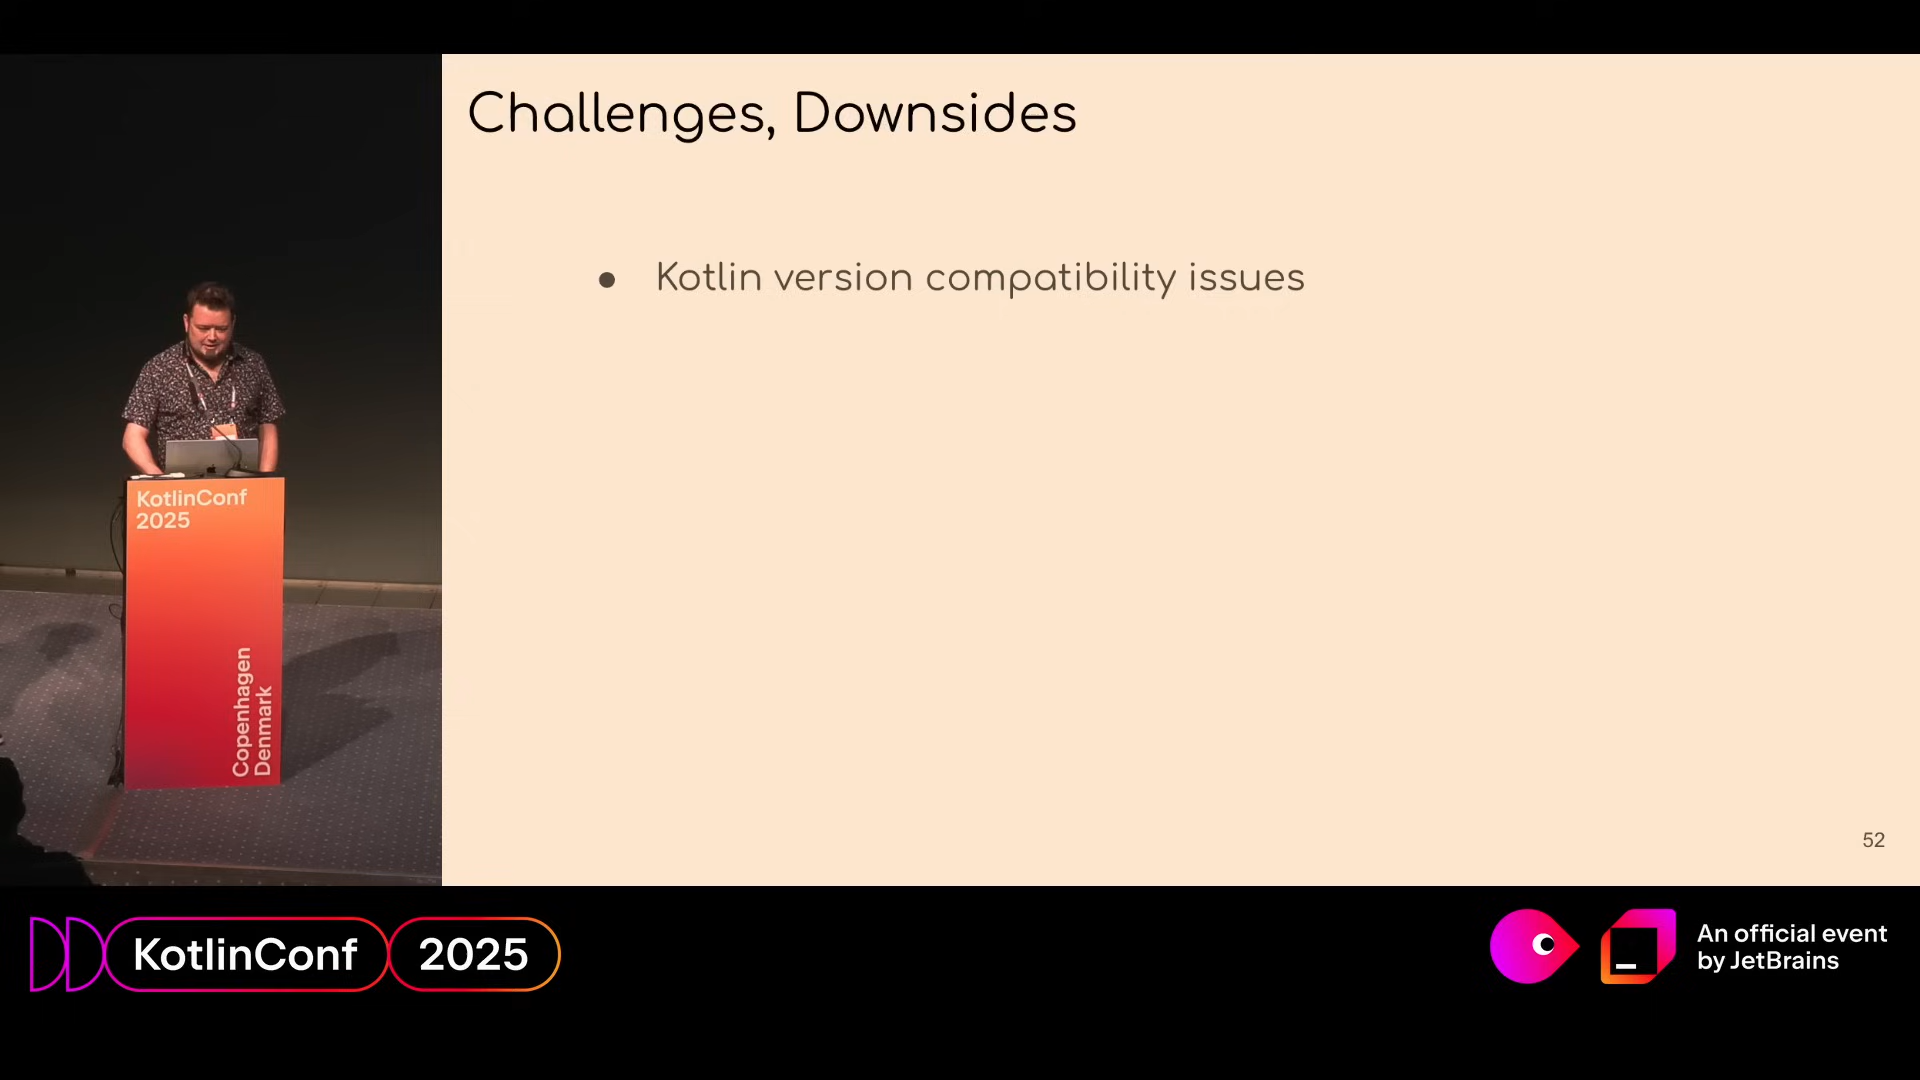 Challenges, Downsides
● Kotlin version compatibility issues
52
KotlinConf
2025
Copenhagen
Denmark
KotlinConf 2025
An official event
by JetBrains